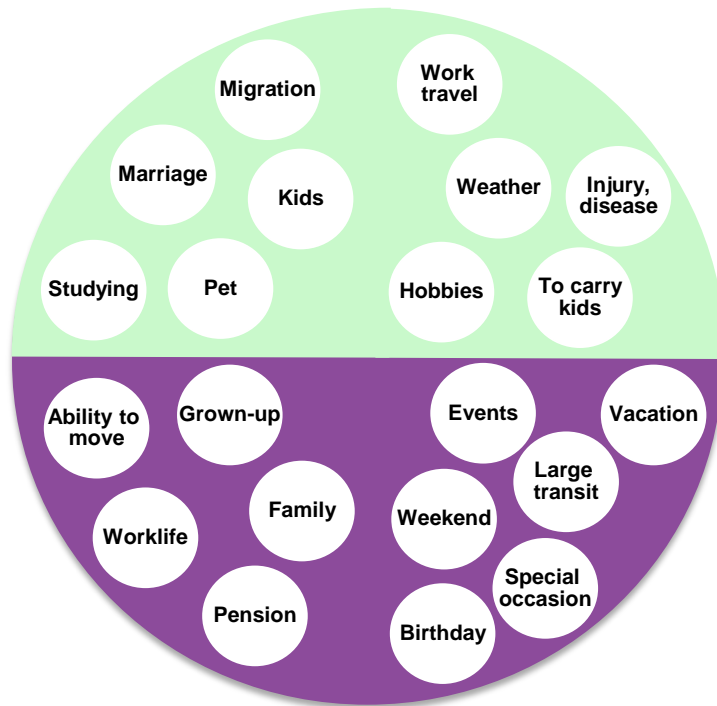 Migration
Work
travel
Marriage
Kids
Weather
Injury,
disease
Studying
Pet
Hobbies
To carry
kids
Ability to
move
Grown-up
Events
Vacation
Worklife
Family
Weekend
Large
transit
Pension
Birthday
Special
occasion